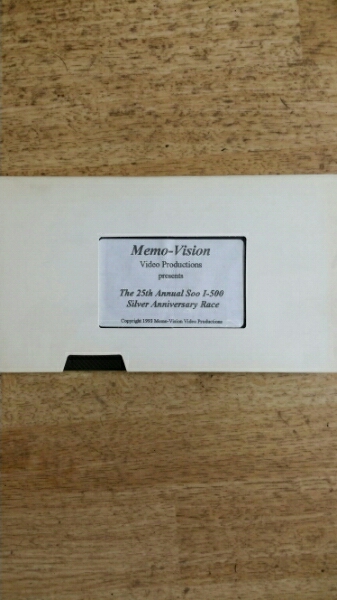 Memo-Vision
Video Productions
presents
The 25th Annual Soo I-500
Silver Anniversary Race
Copyright 1993 Memo-Vision Video Productions